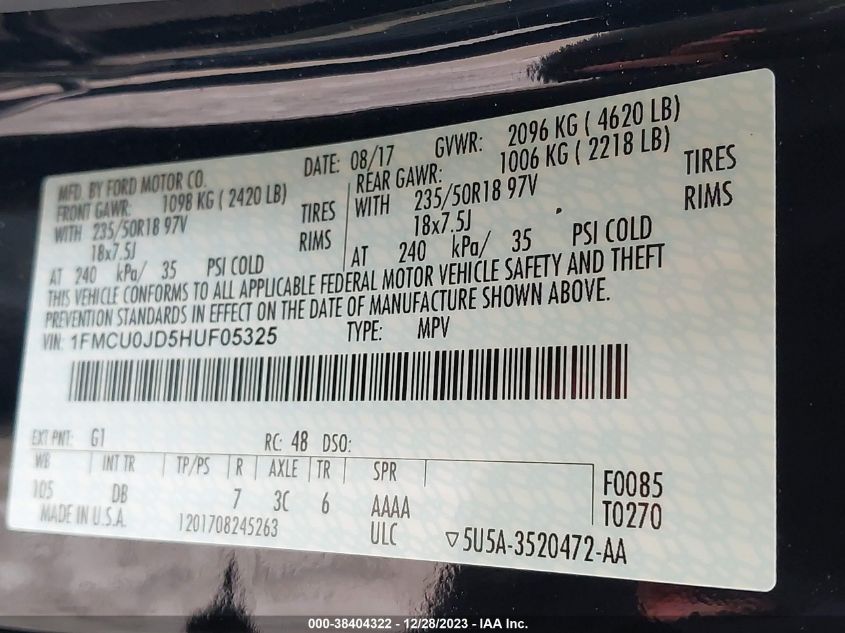 MFD. BY FORD MOTOR CO. DATE: 08/17 GVWR: 2096 KG ( 4620 LB)
FRONT GAWR: 1098 KG ( 2420 LB) REAR GAWR: 1006 KG ( 2218 LB)
WITH 235/50R18 97V TIRES WITH 235/50R18 97V TIRES
18x7.5J RIMS 18x7.5J RIMS
AT 240 kPa/ 35 PSI COLD AT 240 kPa/ 35 PSI COLD
THIS VEHICLE CONFORMS TO ALL APPLICABLE FEDERAL MOTOR VEHICLE SAFETY AND THEFT
PREVENTION STANDARDS IN EFFECT ON THE DATE OF MANUFACTURE SHOWN ABOVE.
VIN: 1FMCU0JD5HUF05325 TYPE: MPV
EXT PNT: G1 RC: 48 DSO:
WB INT TR TP/PS R AXLE TR SPR
105 DB 7 3C 6 AAAA
F0085
T0270
MADE IN U.S.A. 1201708245263 ULC ▽5U5A-3520472-AA
000-38404322 - 12/28/2023 - IAA Inc.